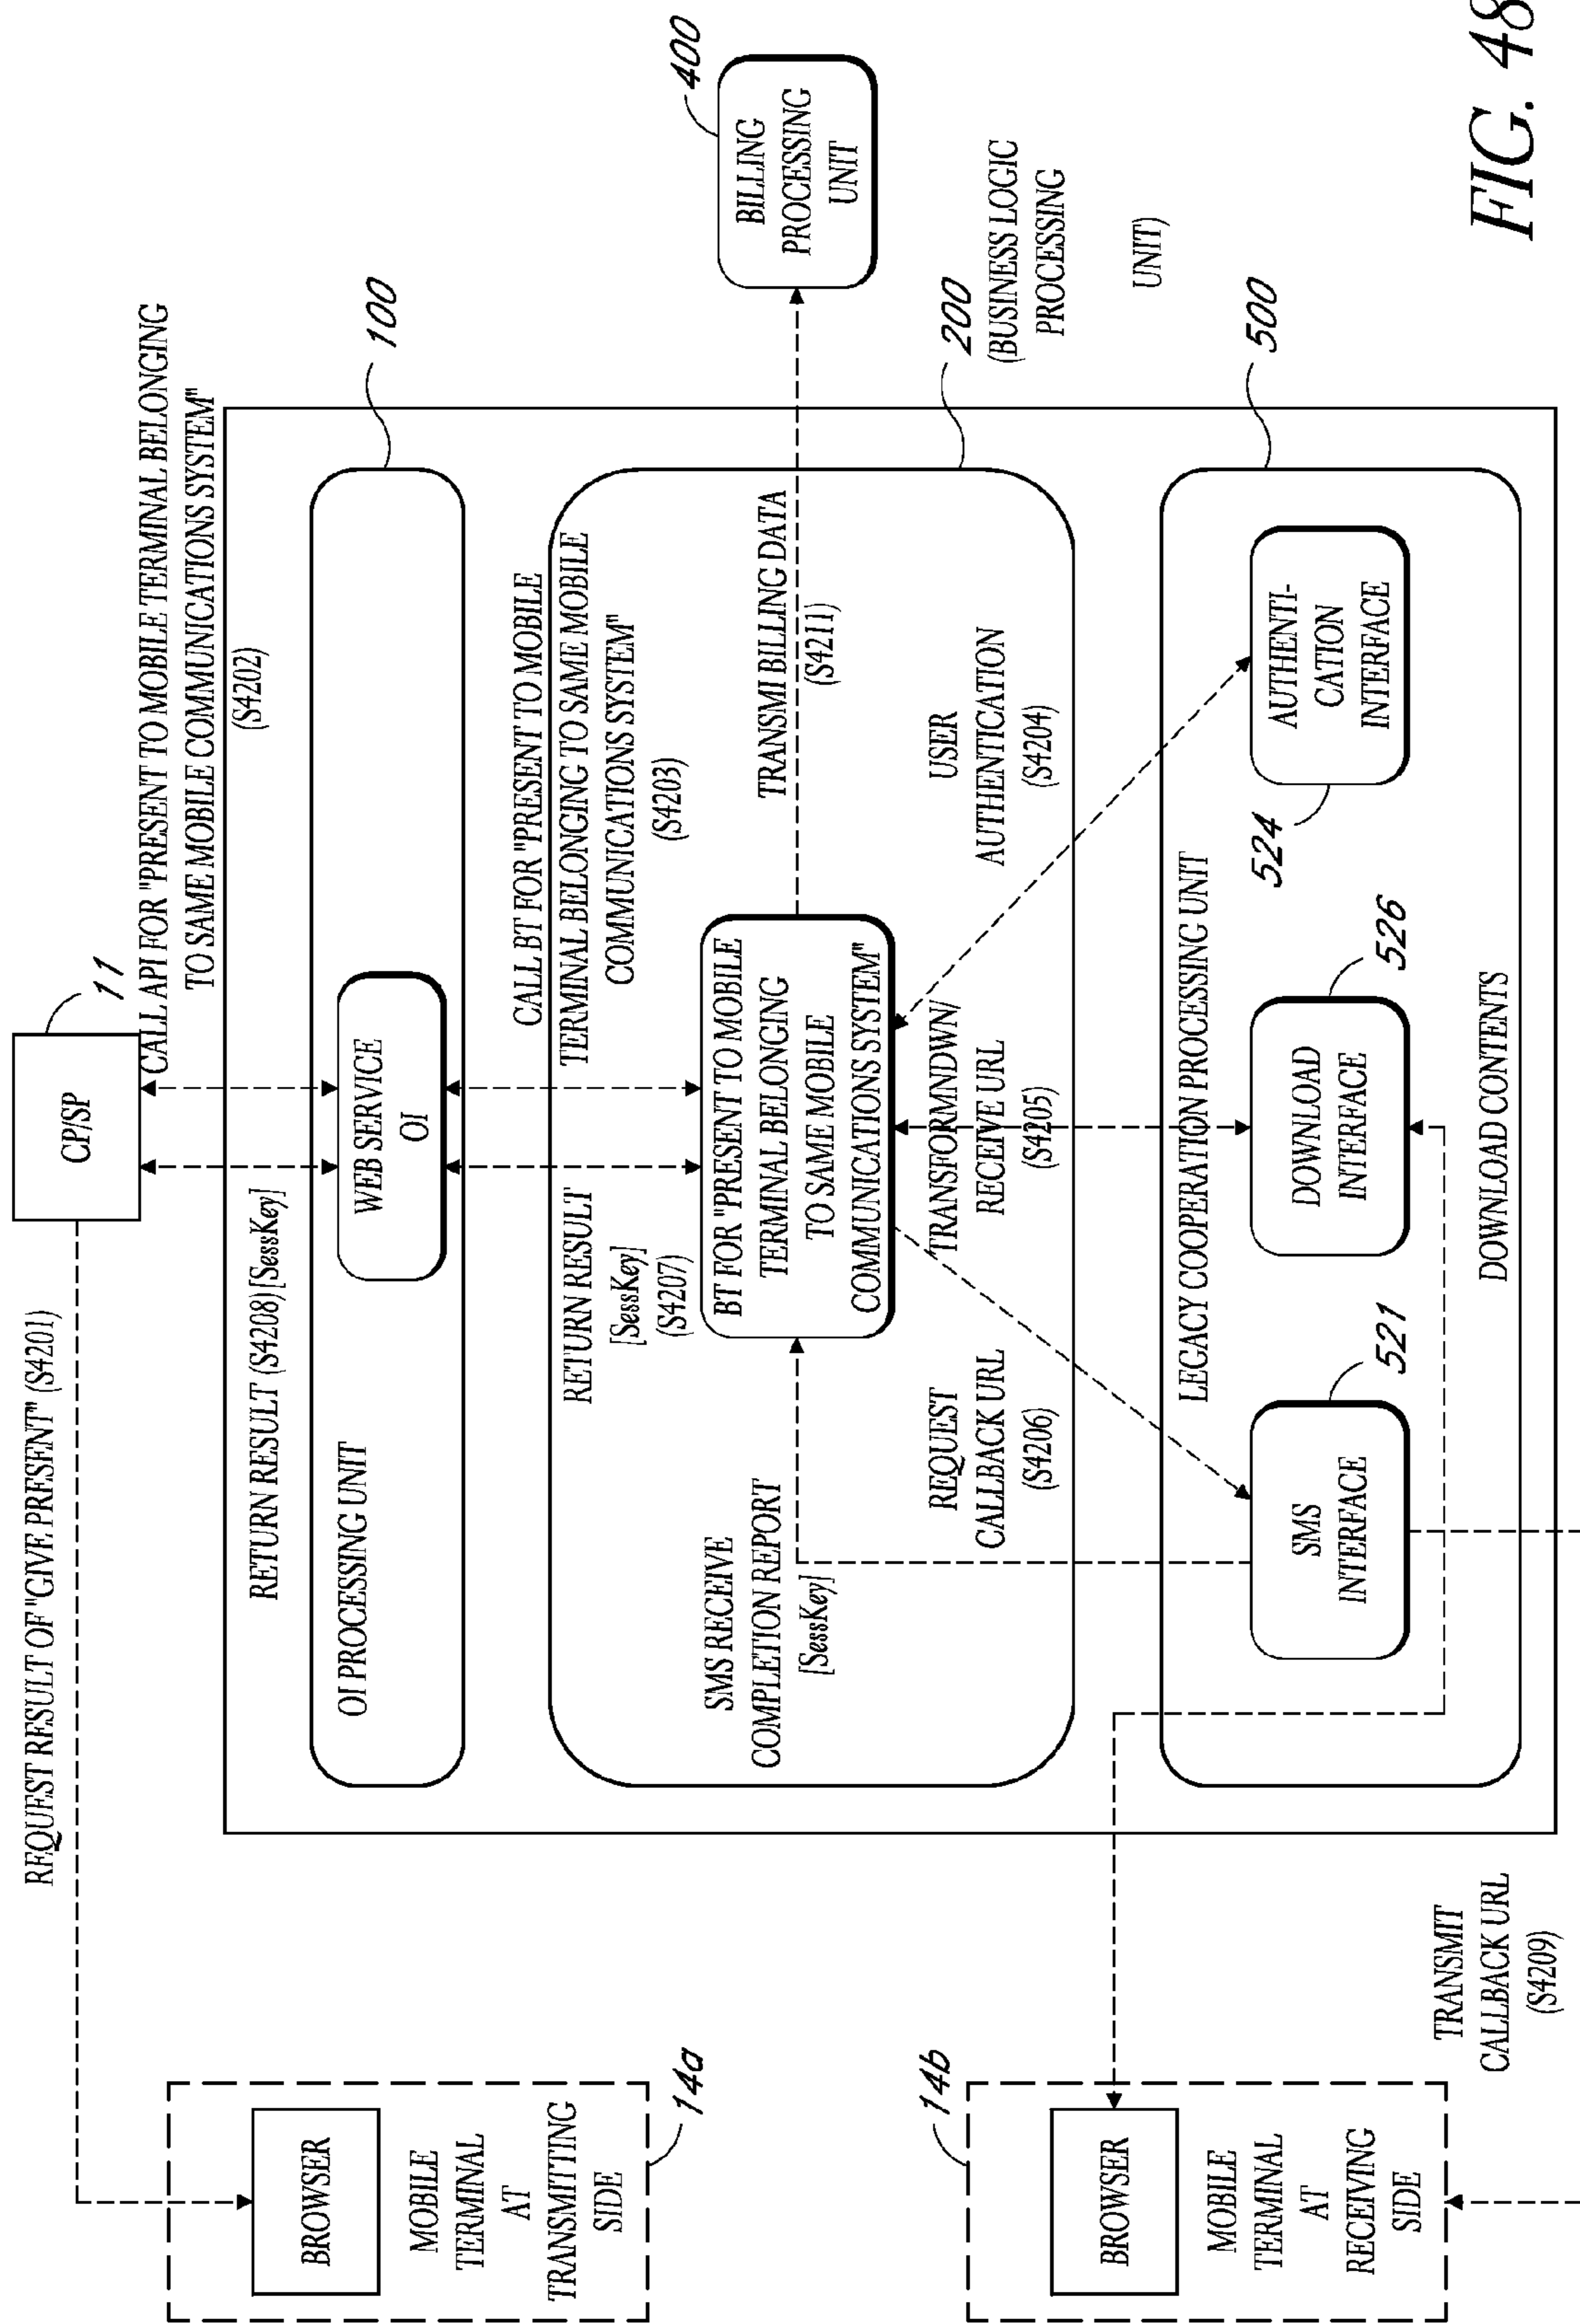 REQUEST RESULT OF "GIVE PRESENT" (S4201)
CP/SP
11
CALL API FOR "PRESENT TO MOBILE TERMINAL BELONGING
TO SAME MOBILE COMMUNICATIONS SYSTEM"
(S4202)
RETURN RESULT (S4208)[SessKey]
100
OI PROCESSING UNIT
WEB SERVICE
OI
RETURN RESULT
[SessKey]
(S4207)
CALL BT FOR "PRESENT TO MOBILE
TERMINAL BELONGING TO SAME MOBILE
COMMUNICATIONS SYSTEM"
(S4203)
SMS RECEIVE
COMPLETION REPORT
[SessKey]
BT FOR "PRESENT TO MOBILE
TERMINAL BELONGING
TO SAME MOBILE
COMMUNICATIONS SYSTEM"
TRANSMI BILLING DATA
(S4211)
400
BILLING
PROCESSING
UNIT
REQUEST
CALLBACK URL
(S4206)
TRANSFORMNDWN/
RECEIVE URL
(S4205)
USER
AUTHENTICATION
(S4204)
200
(BUSINESS LOGIC
PROCESSING
UNIT)
LEGACY COOPERATION PROCESSING UNIT
500
SMS
INTERFACE
521
DOWNLOAD
INTERFACE
526
AUTHENTI-
CATION
INTERFACE
524
DOWNLOAD CONTENTS
BROWSER
MOBILE
TERMINAL
AT
TRANSMITTING
SIDE
14a
BROWSER
MOBILE
TERMINAL
AT
RECEIVING
SIDE
14b
TRANSMIT
CALLBACK URL
(S4209)
FIG. 48